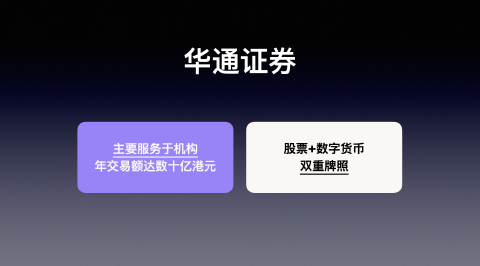 华通证券
主要服务于机构
年交易额达数十亿港元
股票+数字货币
双重牌照